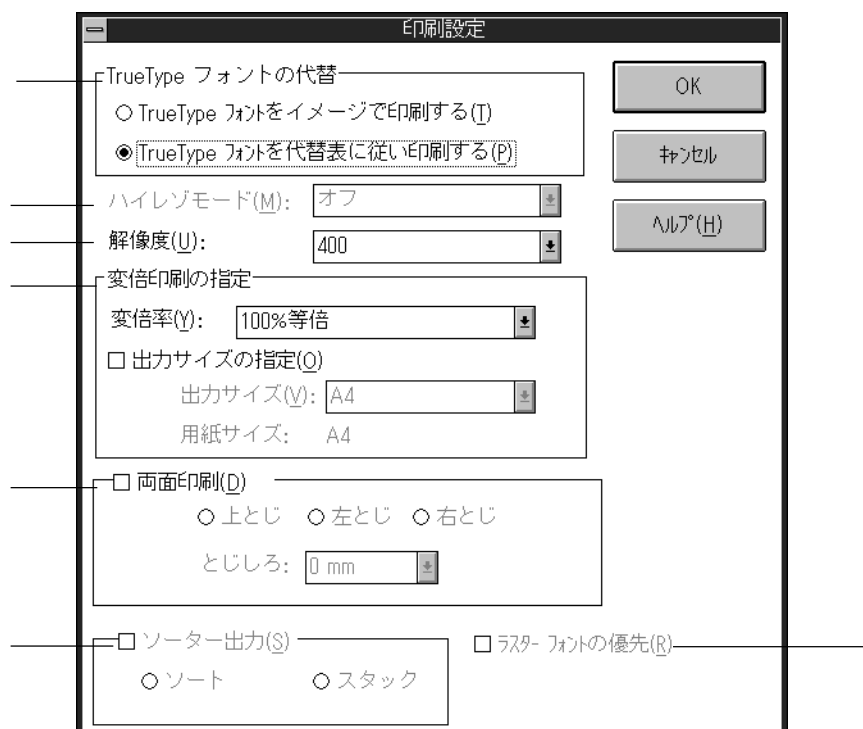 印刷設定
TrueType フォントの代替
TrueType フォントをイメージで印刷する(T)
TrueType フォントを代替表に従い印刷する(P)
OK
キャンセル
ヘルプ(H)
ハイレゾモード(M): オフ
解像度(U): 400
変倍印刷の指定
変倍率(Y): 100%等倍
出力サイズの指定(O)
出力サイズ(V): A4
用紙サイズ: A4
両面印刷(D)
上とじ 左とじ 右とじ
とじしろ: 0 mm
ソーター出力(S)
ソート スタック
ラスター フォントの優先(R)